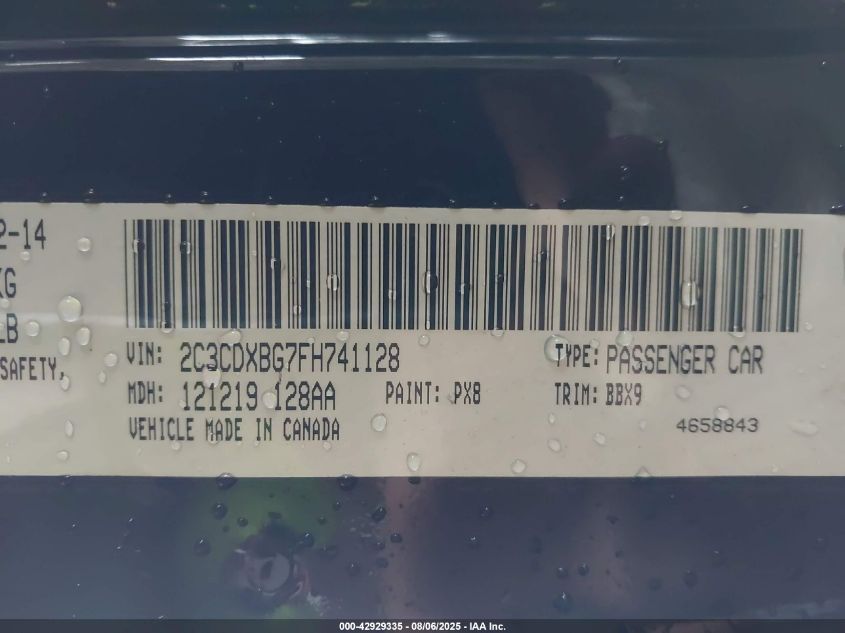 2-14
KG
LB
SAFETY,
VIN: 2C3CDXBG7FH741128 TYPE: PASSENGER CAR
MDH: 121219 128AA PAINT: PX8 TRIM: BBX9
VEHICLE MADE IN CANADA 4658843
000-42929335 - 08/06/2025 - IAA Inc.